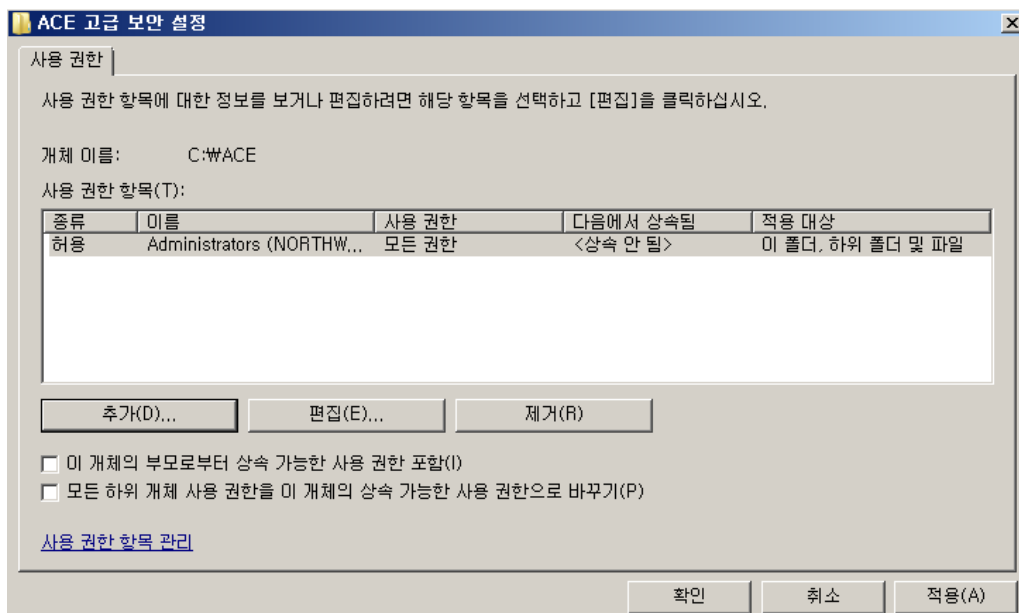 ACE 고급 보안 설정
사용 권한
사용 권한 항목에 대한 정보를 보거나 편집하려면 해당 항목을 선택하고 [편집]을 클릭하십시오.
개체 이름: C:₩ACE
사용 권한 항목(T):
종류 이름 사용 권한 다음에서 상속됨 적용 대상
허용 Administrators (NORTHW... 모든 권한 <상속 안 됨> 이 폴더, 하위 폴더 및 파일
추가(D)... 편집(E)... 제거(R)
이 개체의 부모로부터 상속 가능한 사용 권한 포함(I)
모든 하위 개체 사용 권한을 이 개체의 상속 가능한 사용 권한으로 바꾸기(P)
사용 권한 항목 관리
확인 취소 적용(A)